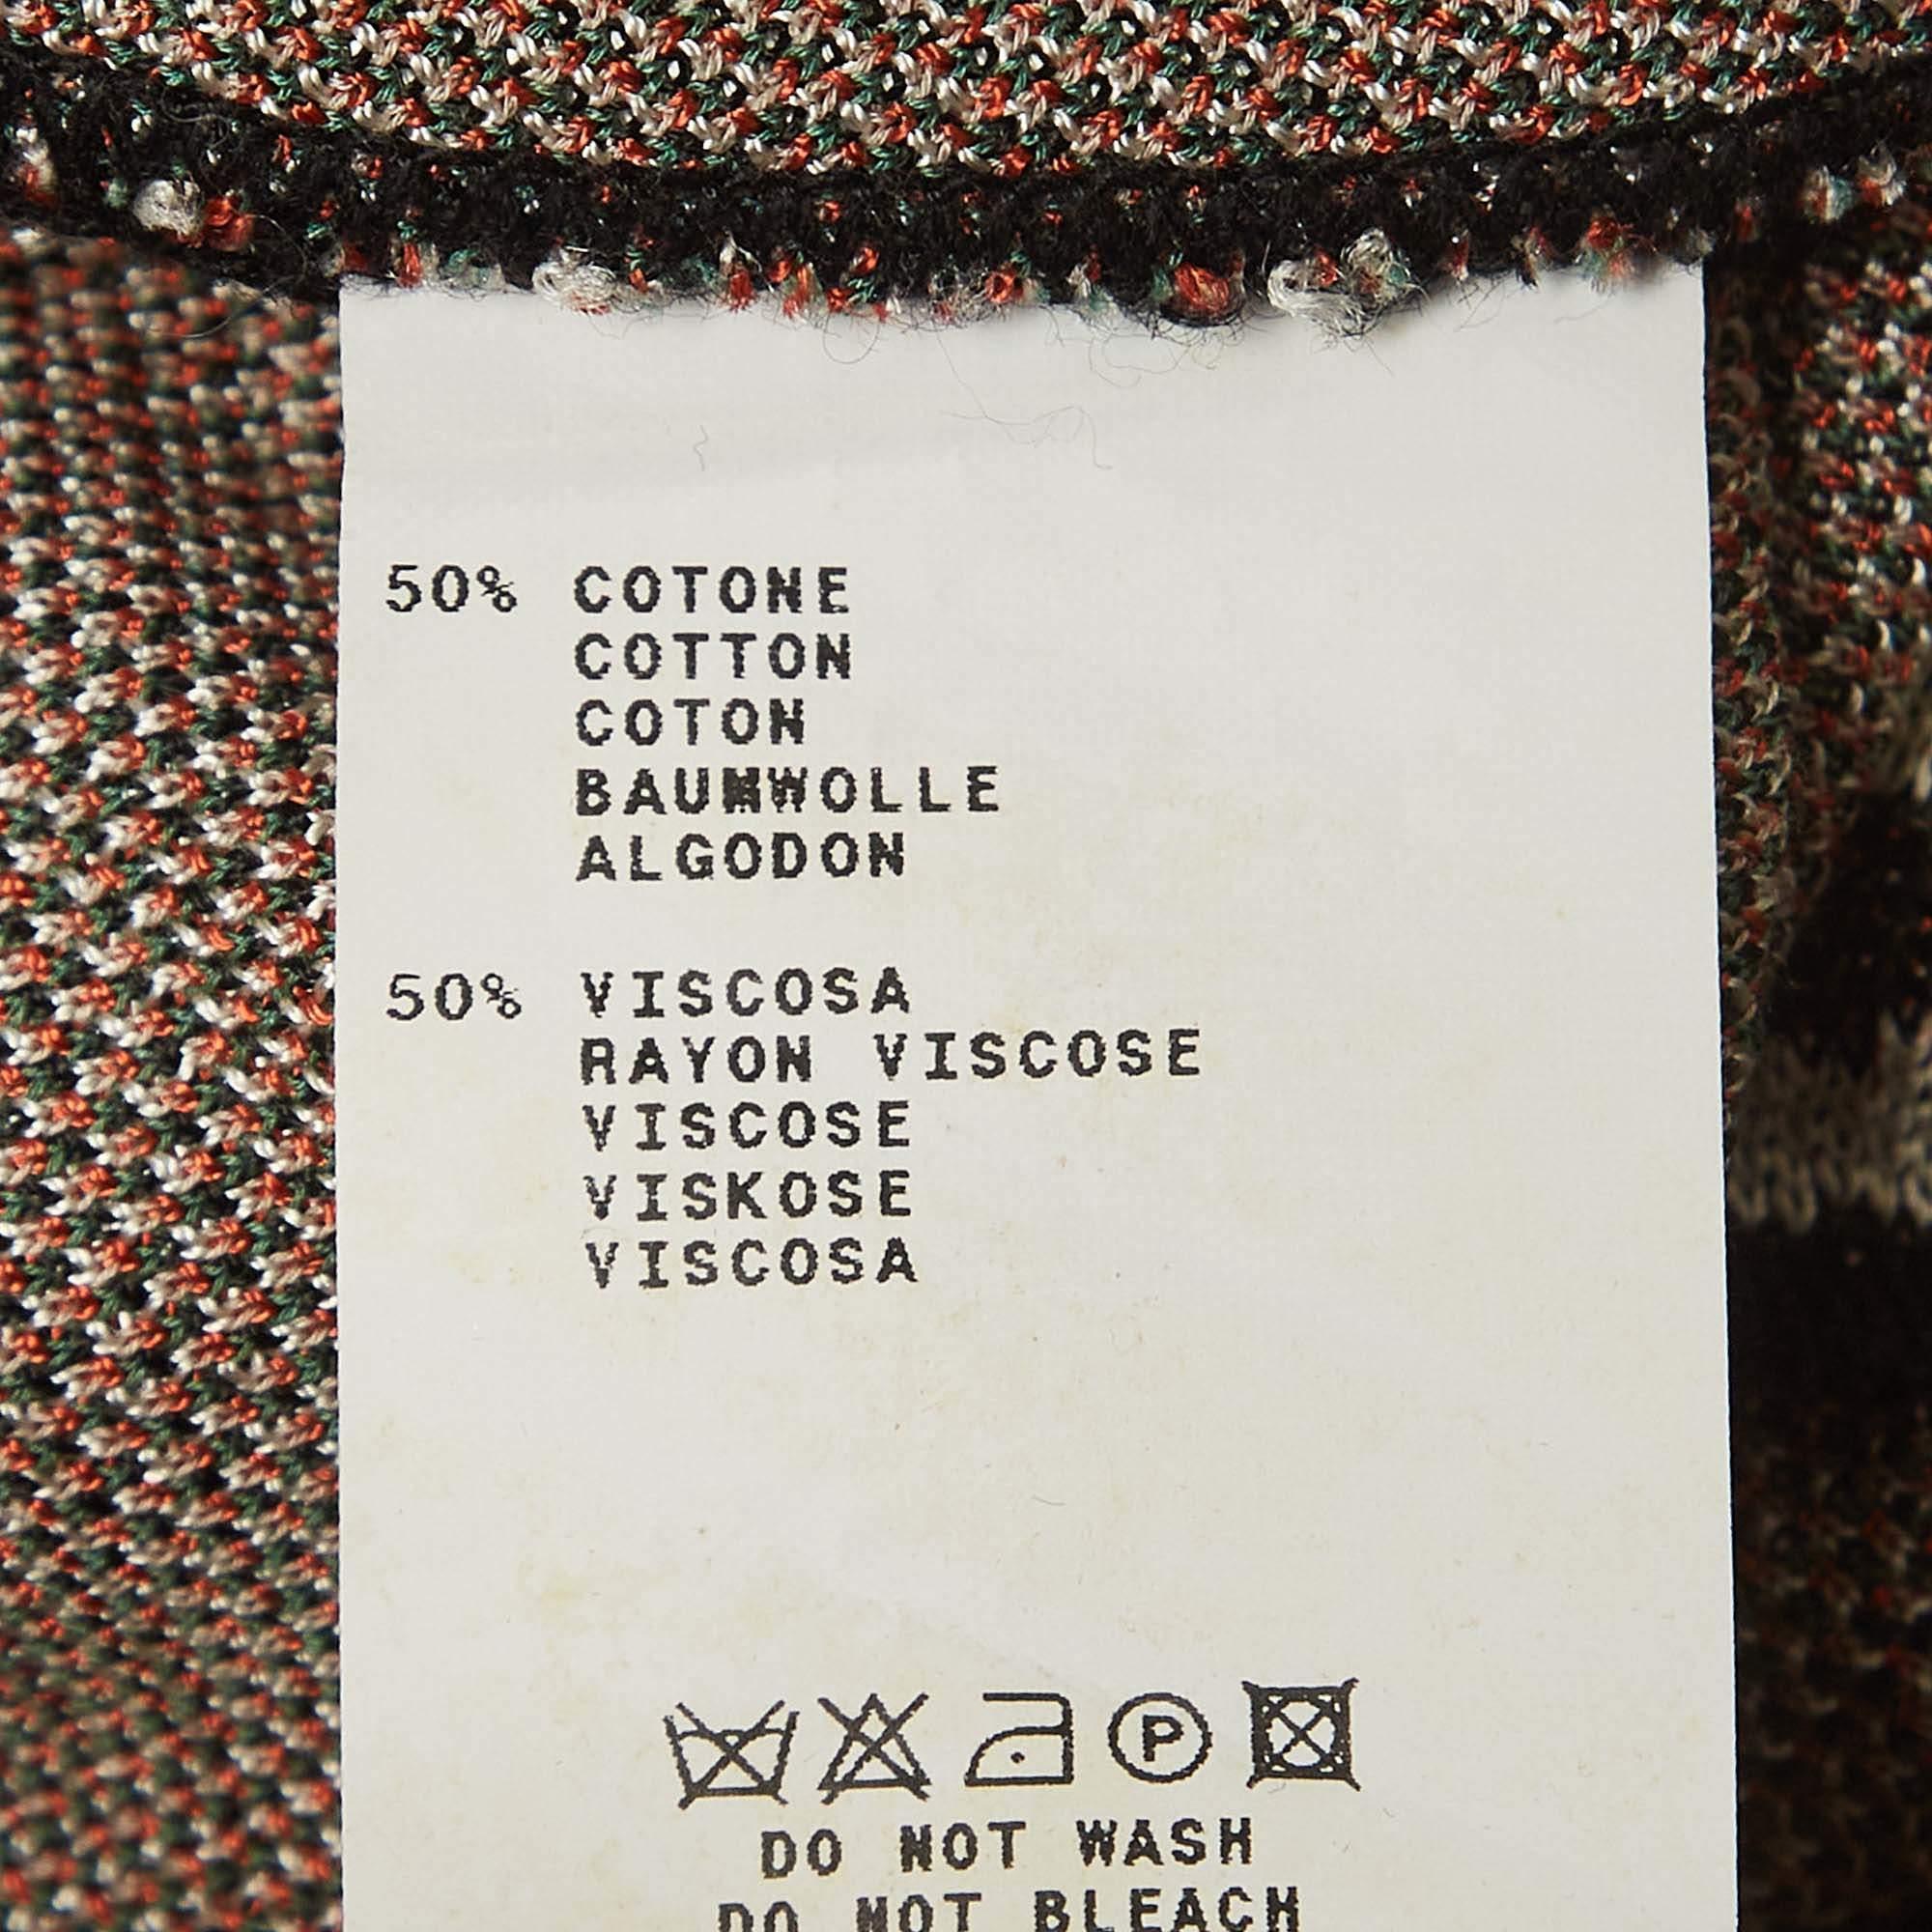 50% COTONE
COTTON
COTON
BAUMWOLLE
ALGODON
50% VISCOSA
RAYON VISCOSE
VISCOSE
VISKOSE
VISCOSA
P
DO NOT WASH
DO NOT BLEACH